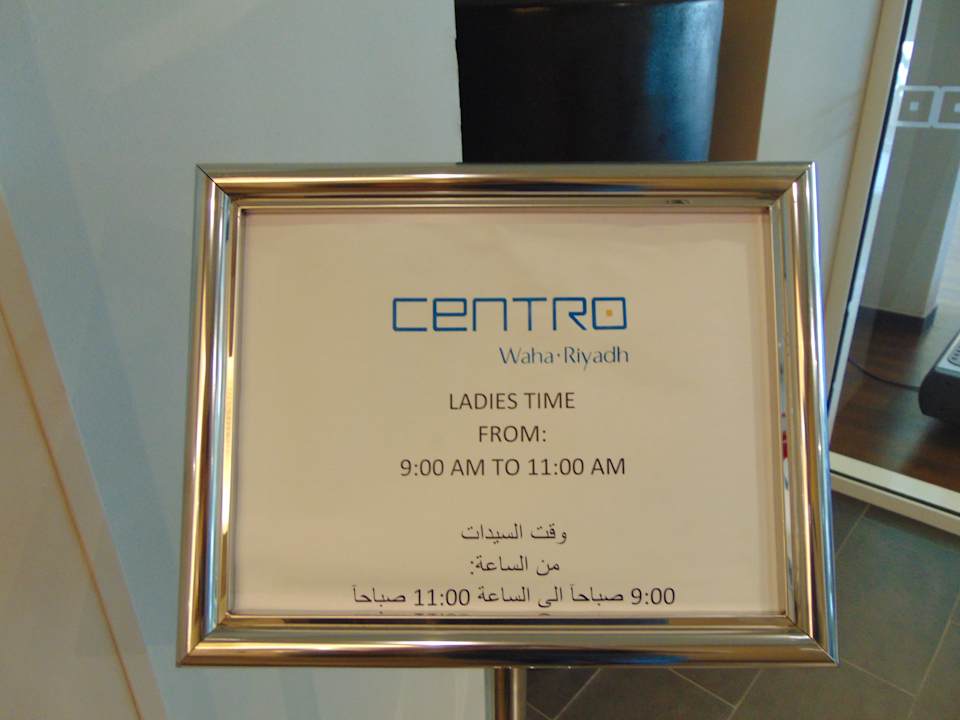 CENTRO
Waha·Riyadh
LADIES TIME
FROM:
9:00 AM TO 11:00 AM
وقت السيدات
من الساعة:
9:00 صباحاً الى الساعة 11:00 صباحاً